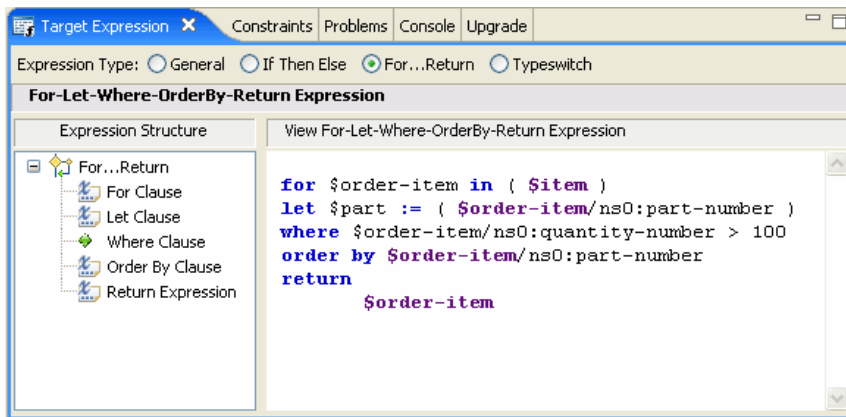 Target Expression Constraints Problems Console Upgrade
Expression Type: General If Then Else For...Return Typeswitch
For-Let-Where-OrderBy-Return Expression
Expression Structure
For...Return
For Clause
Let Clause
Where Clause
Order By Clause
Return Expression
View For-Let-Where-OrderBy-Return Expression
for $order-item in ( $item )
let $part := ( $order-item/ns0:part-number )
where $order-item/ns0:quantity-number > 100
order by $order-item/ns0:part-number
return
$order-item